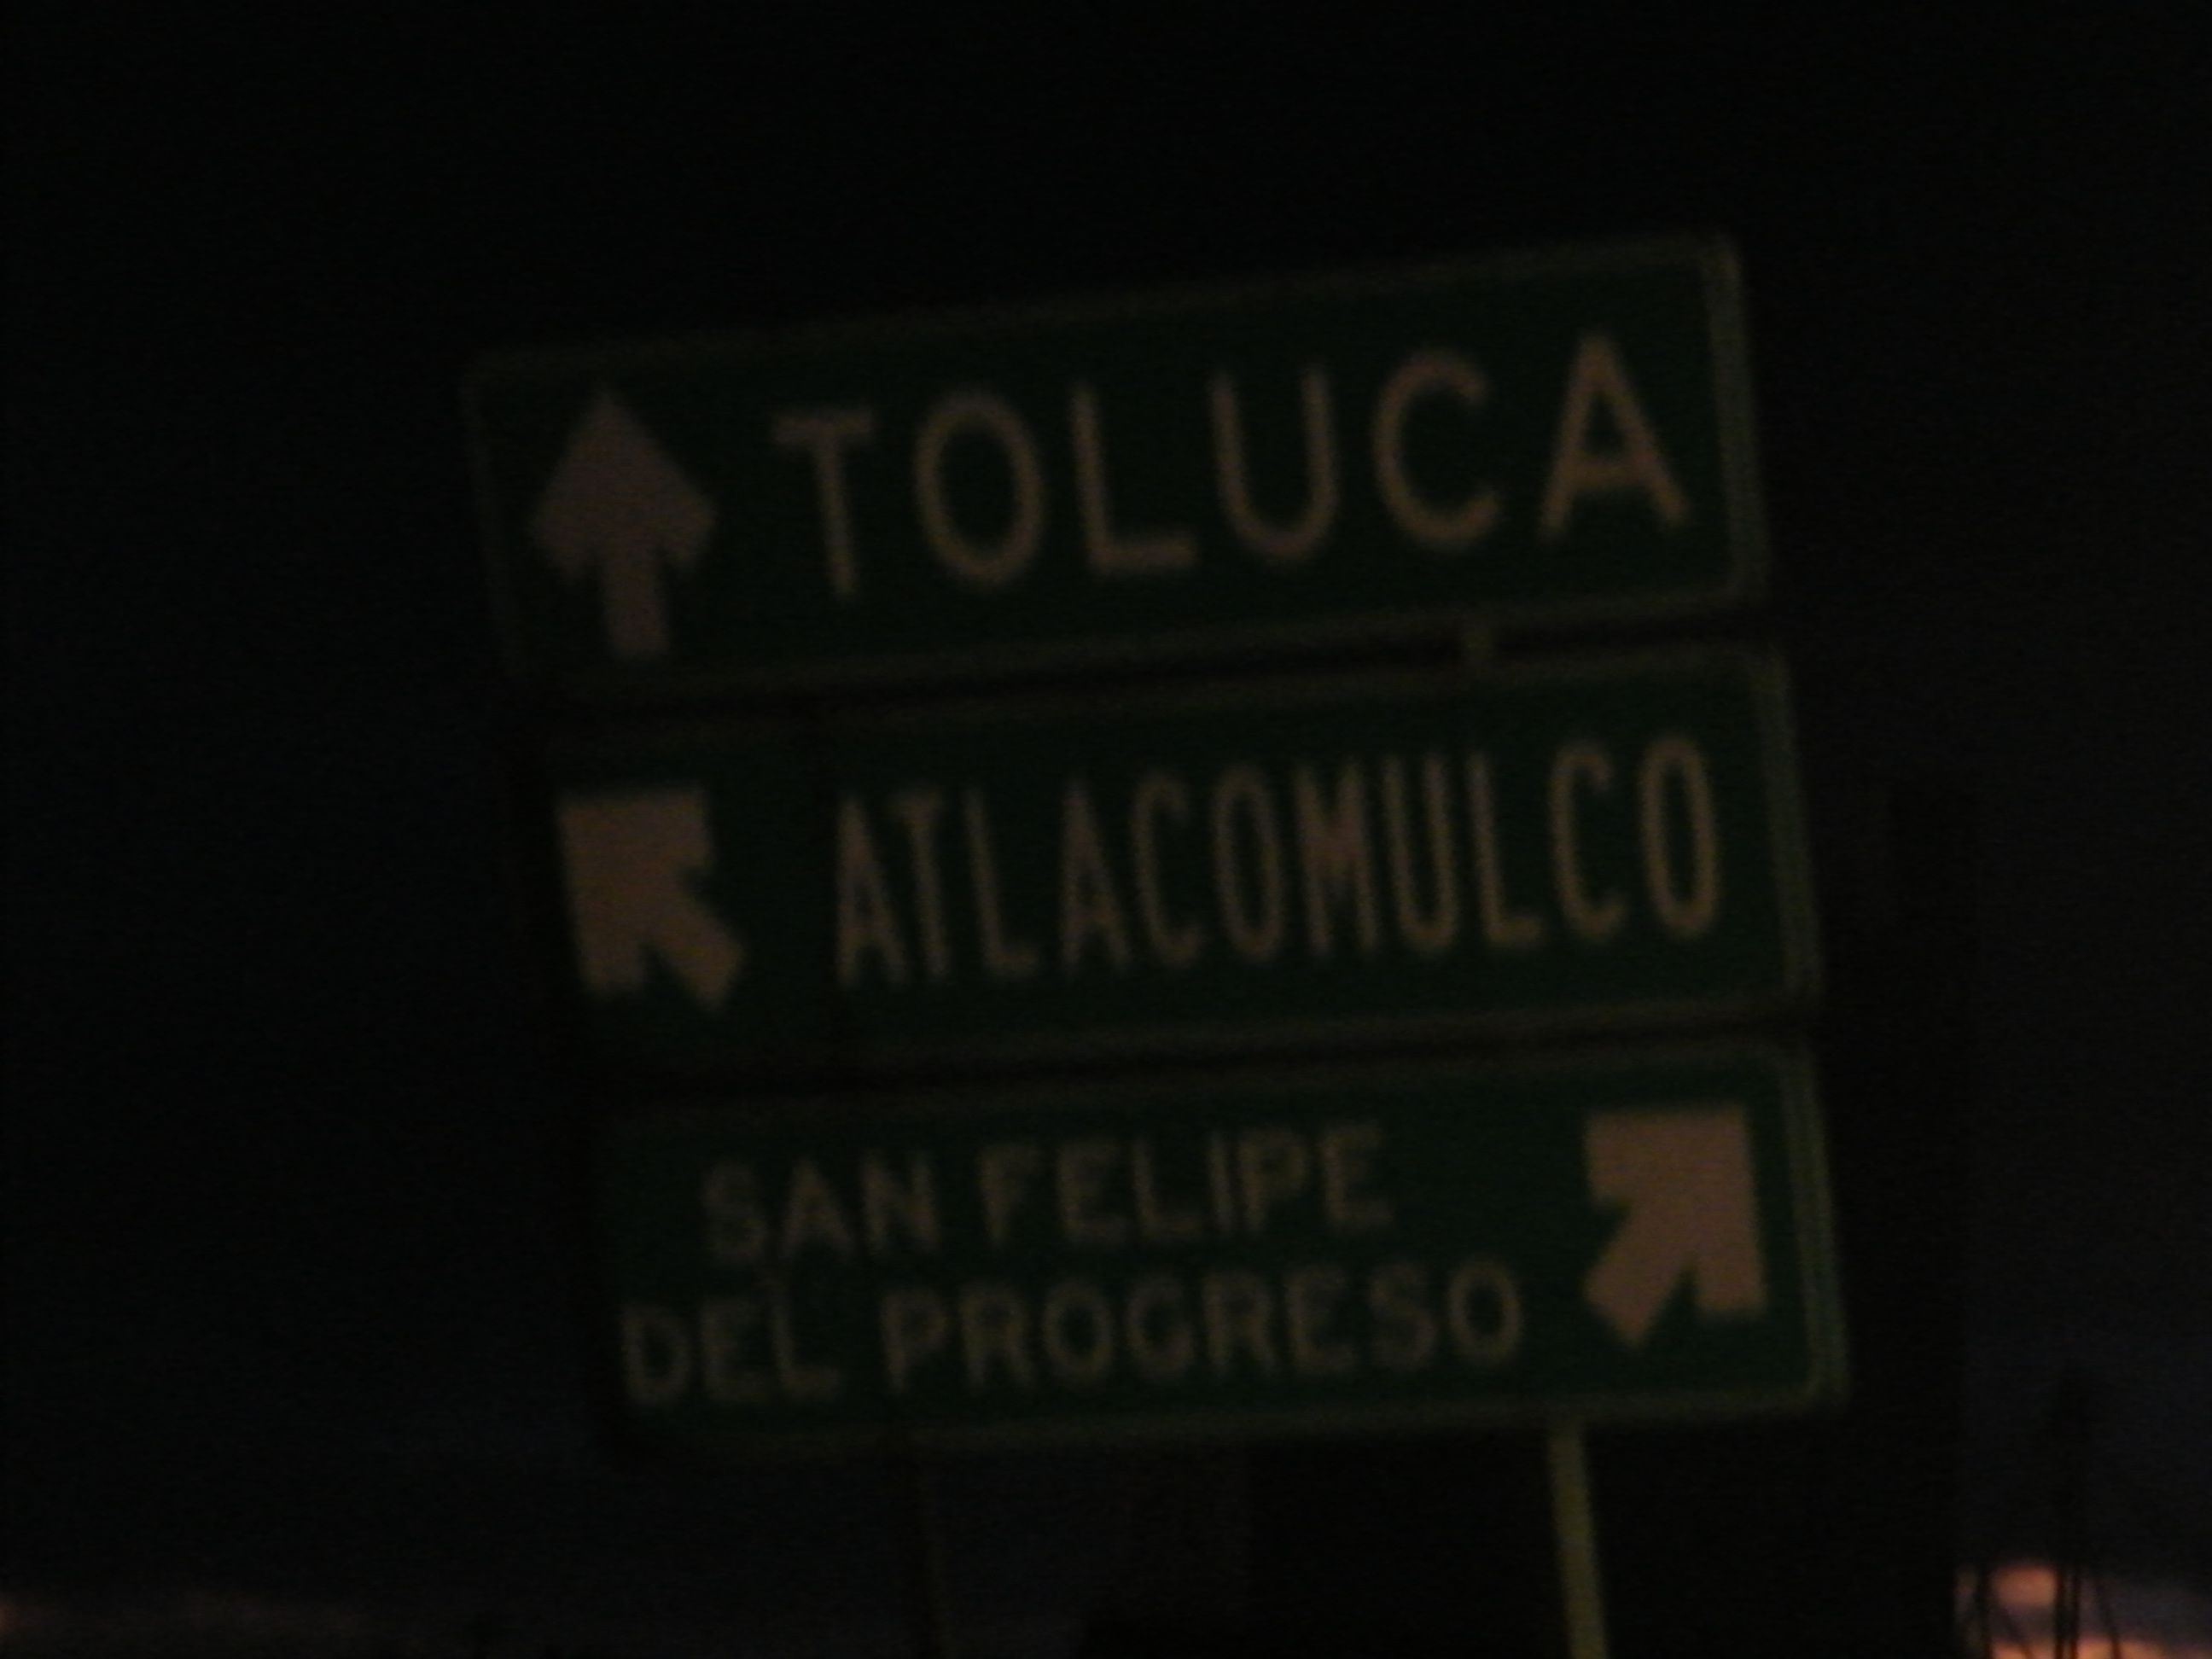 TOLUCA
ATLACOMULCO
SAN FELIPE
DEL PROGRESO